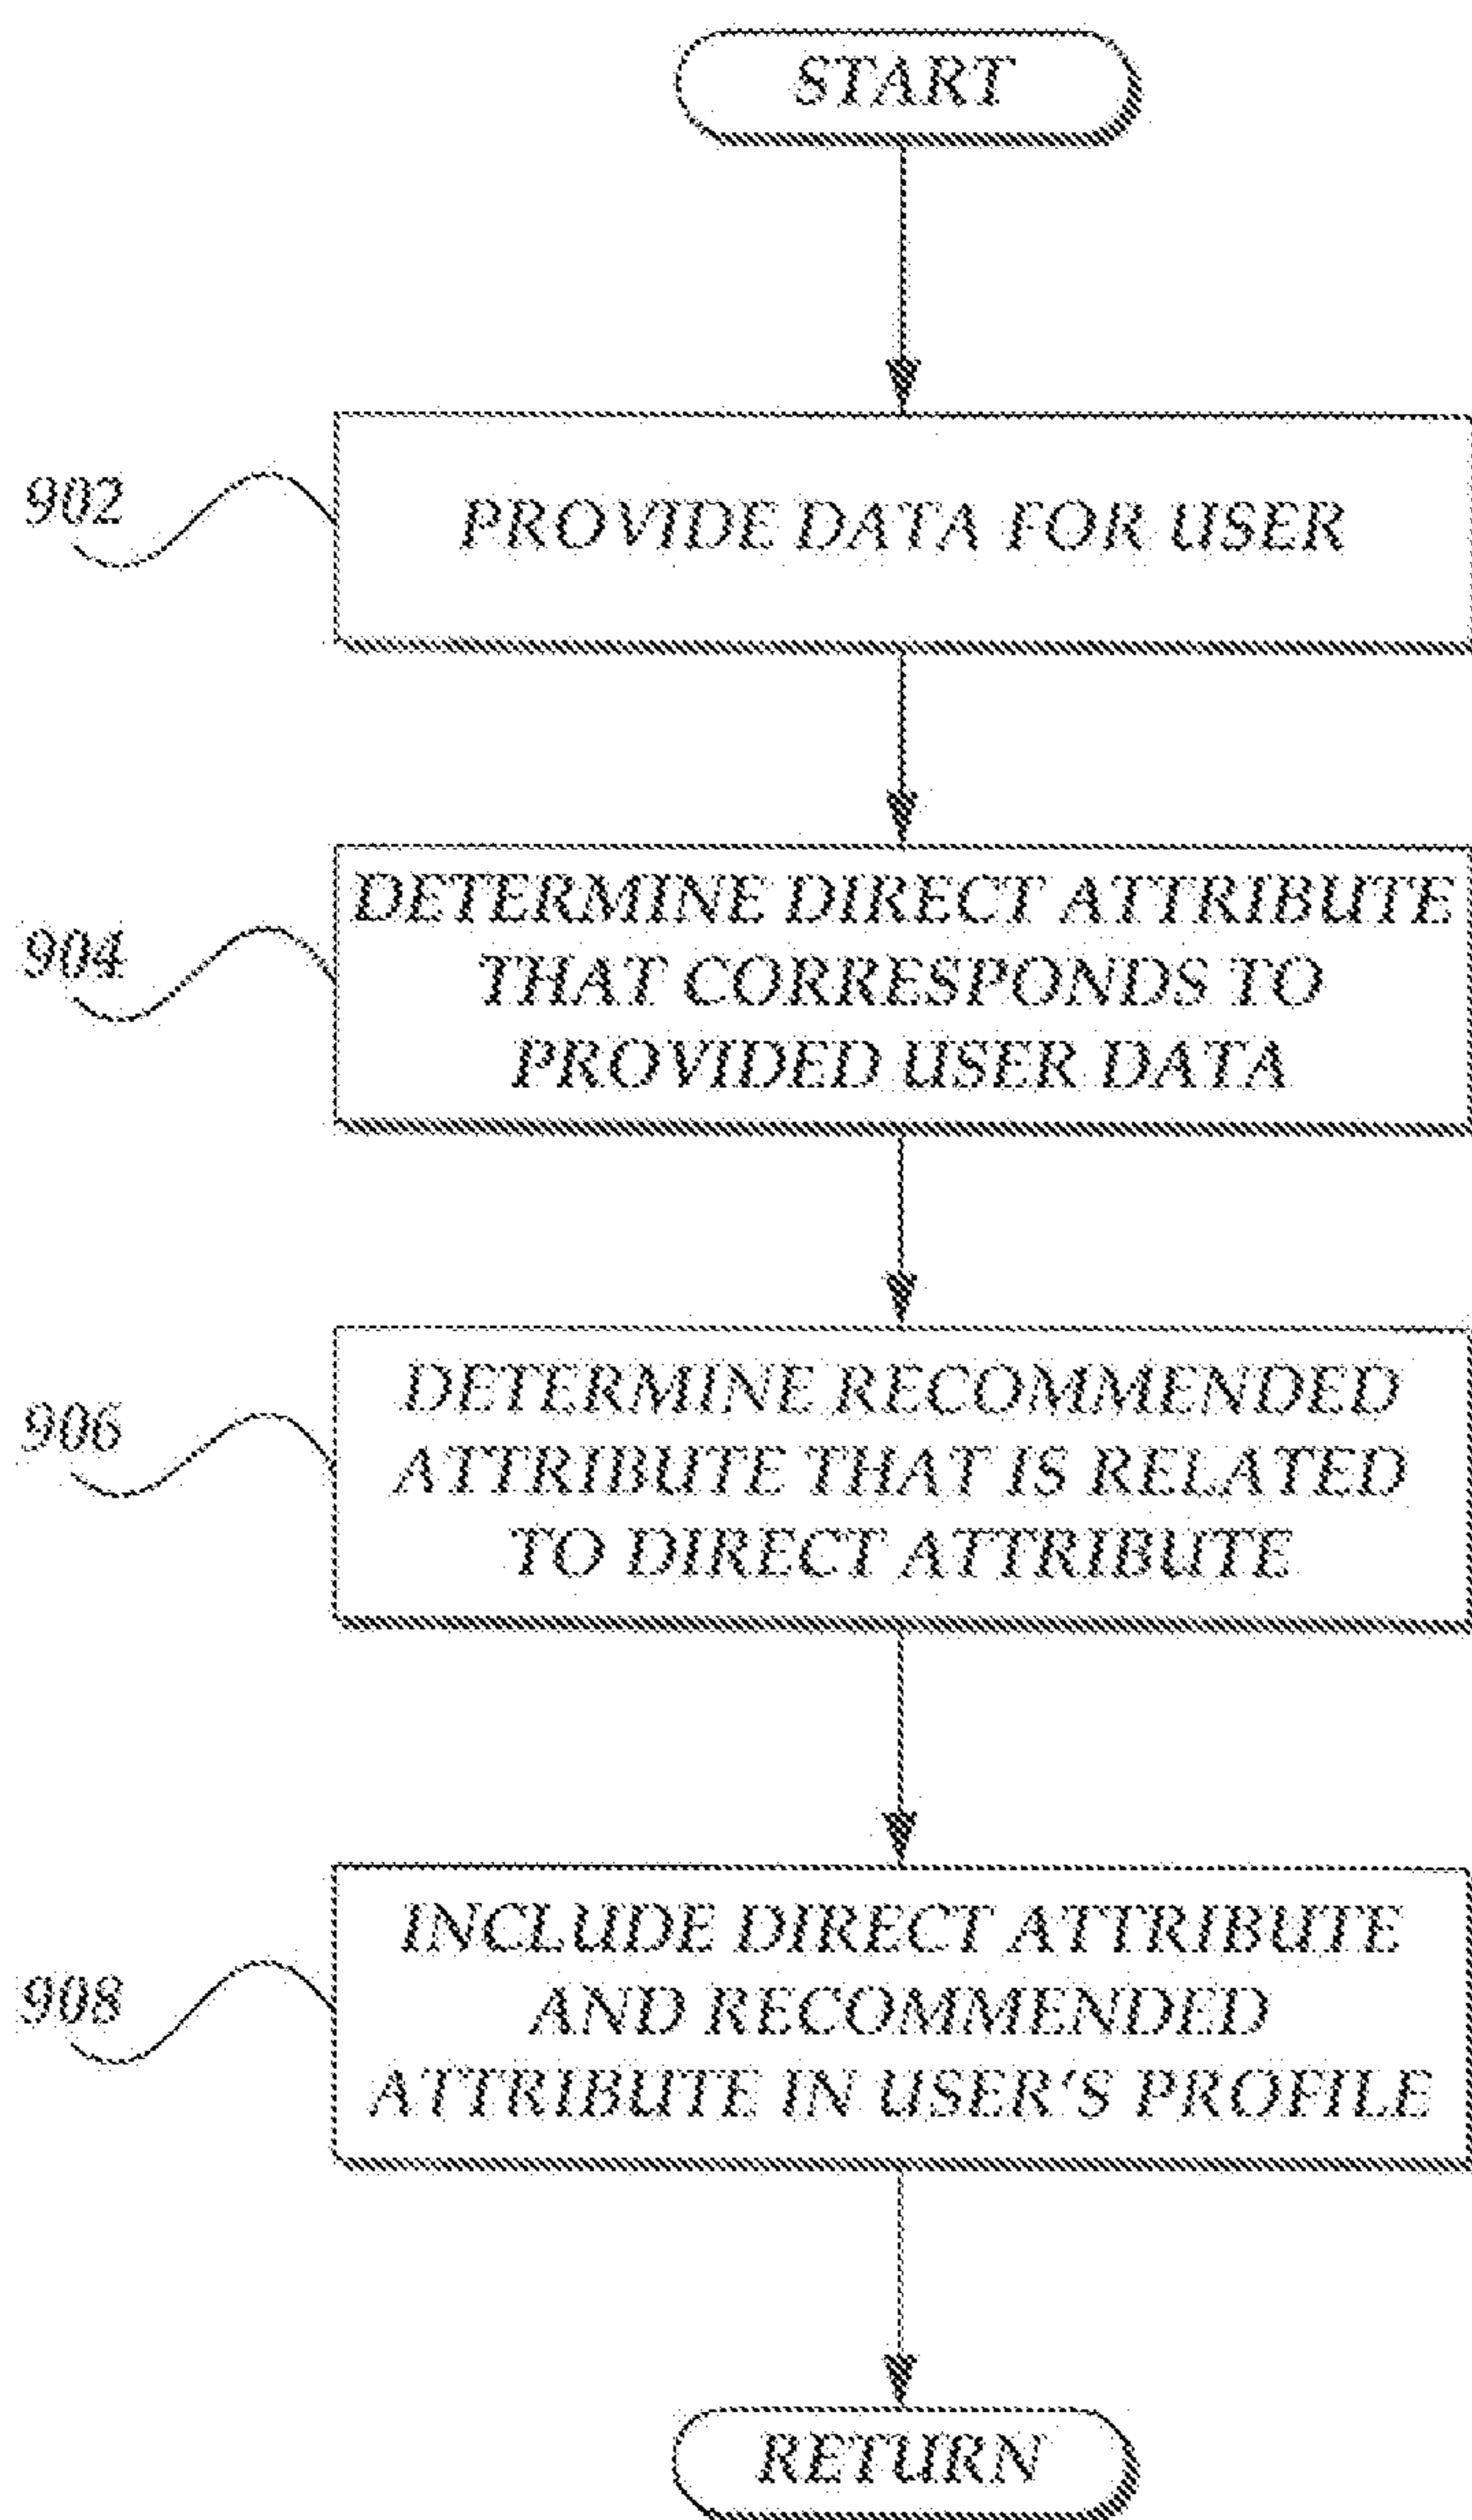 START
902
PROVIDE DATA FOR USER
904
DETERMINE DIRECT ATTRIBUTE
THAT CORRESPONDS TO
PROVIDED USER DATA
906
DETERMINE RECOMMENDED
ATTRIBUTE THAT IS RELATED
TO DIRECT ATTRIBUTE
908
INCLUDE DIRECT ATTRIBUTE
AND RECOMMENDED
ATTRIBUTE IN USER'S PROFILE
RETURN